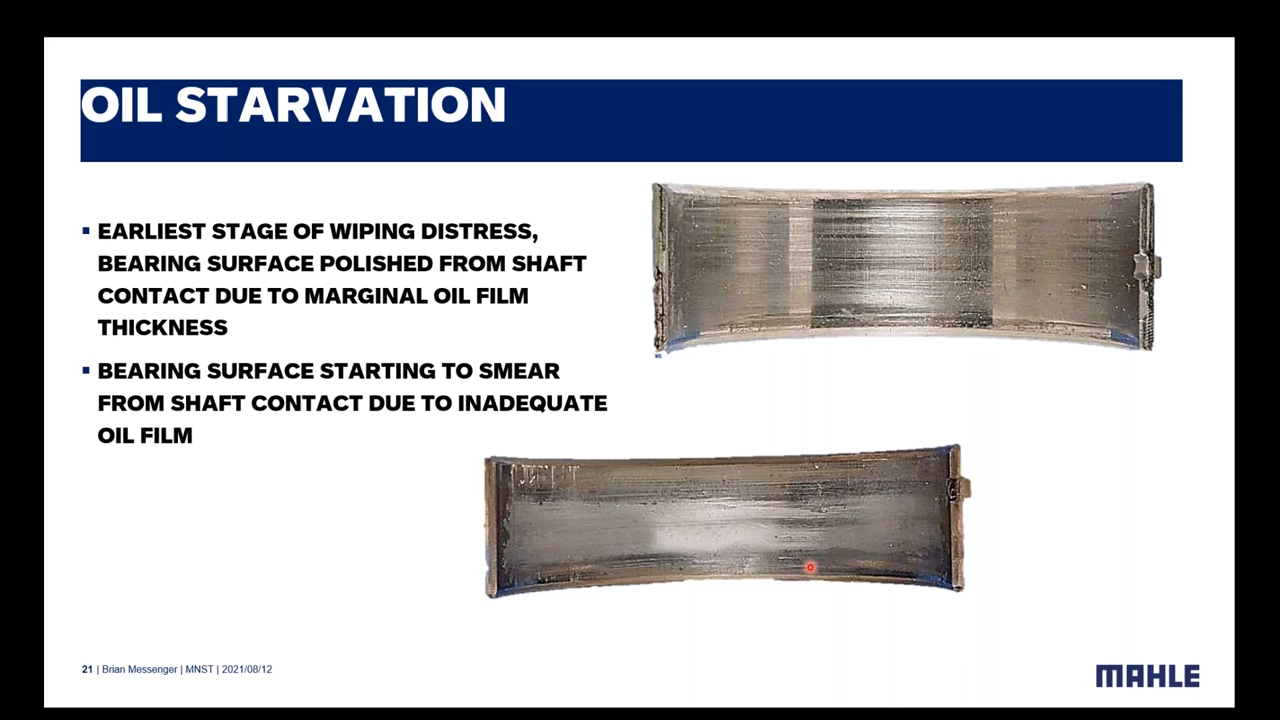 OIL STARVATION
▪ EARLIEST STAGE OF WIPING DISTRESS,
BEARING SURFACE POLISHED FROM SHAFT
CONTACT DUE TO MARGINAL OIL FILM
THICKNESS
▪ BEARING SURFACE STARTING TO SMEAR
FROM SHAFT CONTACT DUE TO INADEQUATE
OIL FILM
21 | Brian Messenger | MNST | 2021/08/12
MAHLE